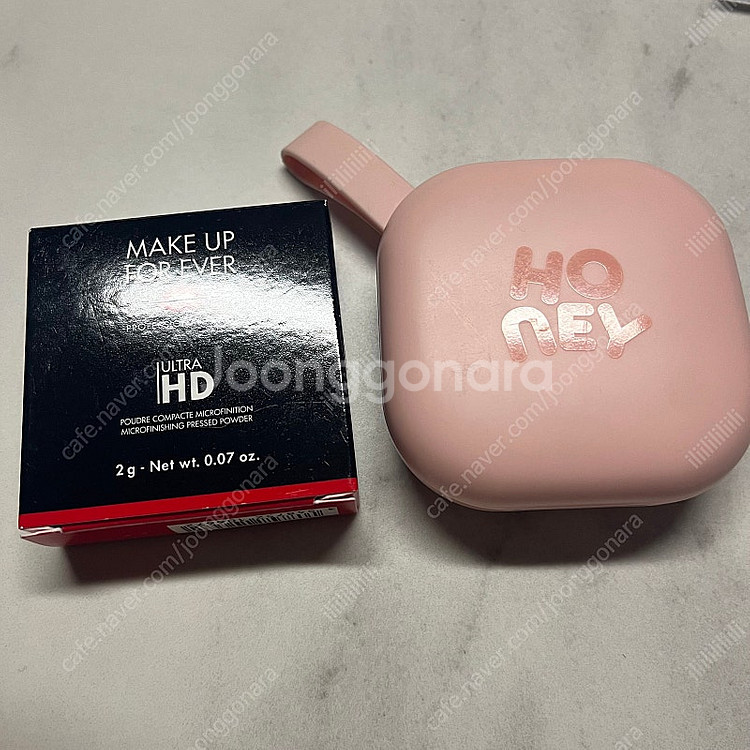 MAKE UP
FOR EVER
ULTRA
HD
POUDRE COMPACTE MICROFINITION
MICROFINISHING PRESSED POWDER
2 g - Net wt. 0.07 oz.
HO
NEY
Joonggonara
cafe.naver.com/joonggonara